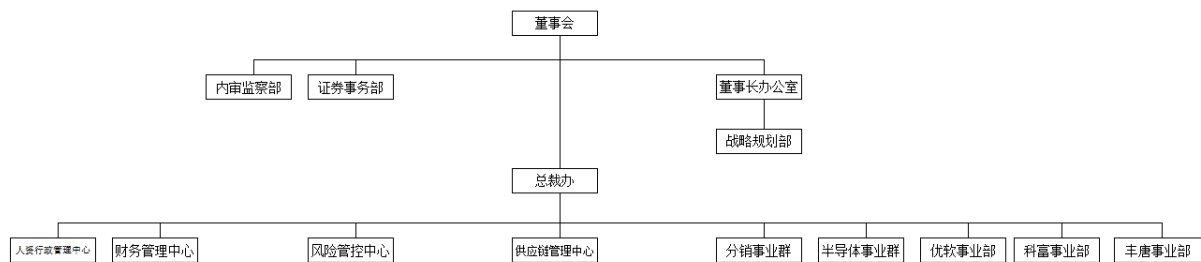 董事会
内审监察部
证券事务部
董事长办公室
战略规划部
总裁办
人资行政管理中心
财务管理中心
风险管控中心
供应链管理中心
分销事业群
半导体事业群
优软事业部
科富事业部
丰唐事业部